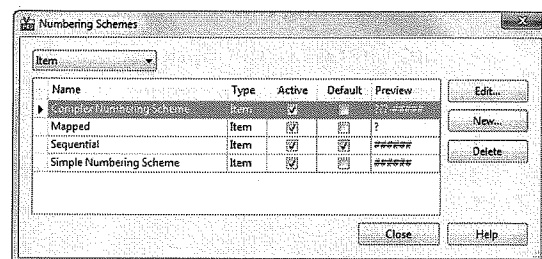 Numbering Schemes
Item
Name Type Active Default Preview
Complex Numbering Scheme Item
Mapped Item ?
Sequential Item ######
Simple Numbering Scheme Item ######
Edit...
New...
Delete
Close Help